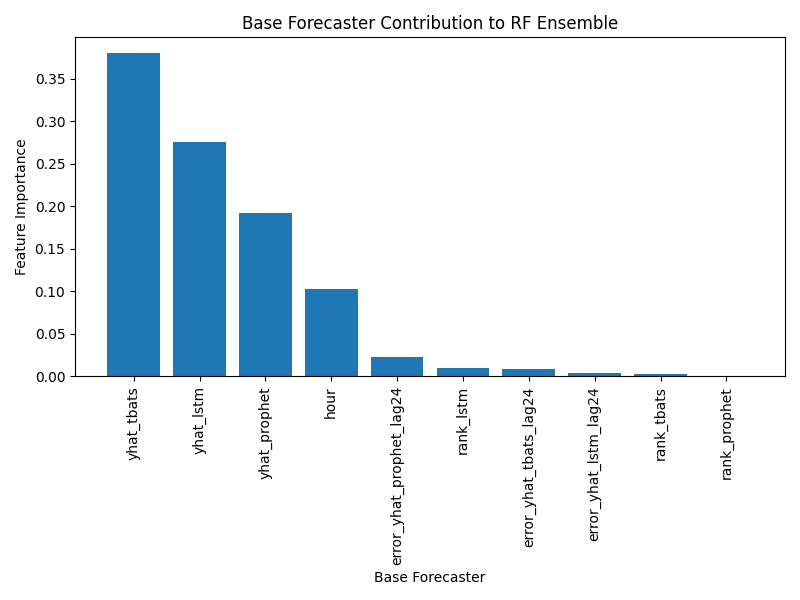 Base Forecaster Contribution to RF Ensemble
Feature Importance
0.35
0.30
0.25
0.20
0.15
0.10
0.05
0.00
yhat_tbats
yhat_lstm
yhat_prophet
hour
error_yhat_prophet_lag24
rank_lstm
error_yhat_tbats_lag24
error_yhat_lstm_lag24
rank_tbats
rank_prophet
Base Forecaster